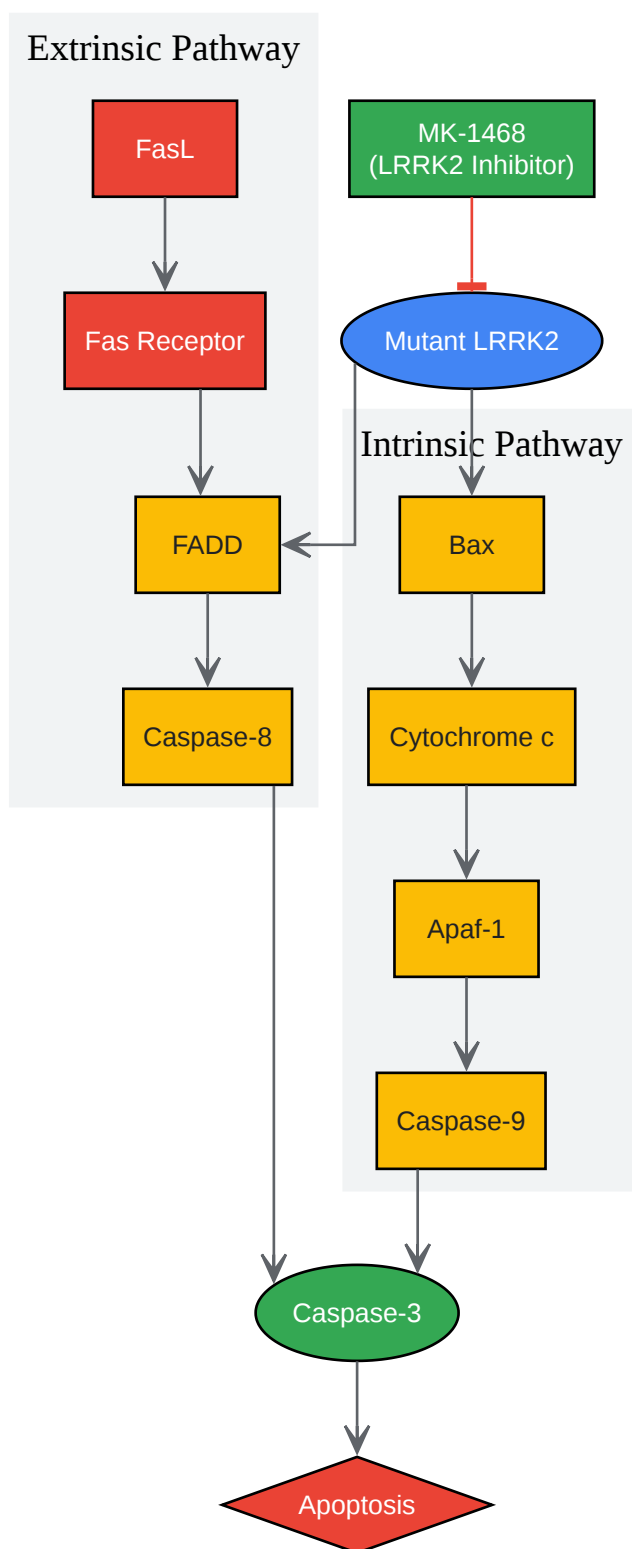 Extrinsic Pathway
FasL
MK-1468
(LRRK2 Inhibitor)
Fas Receptor
Mutant LRRK2
Intrinsic Pathway
FADD
Bax
Caspase-8
Cytochrome c
Apaf-1
Caspase-9
Caspase-3
Apoptosis